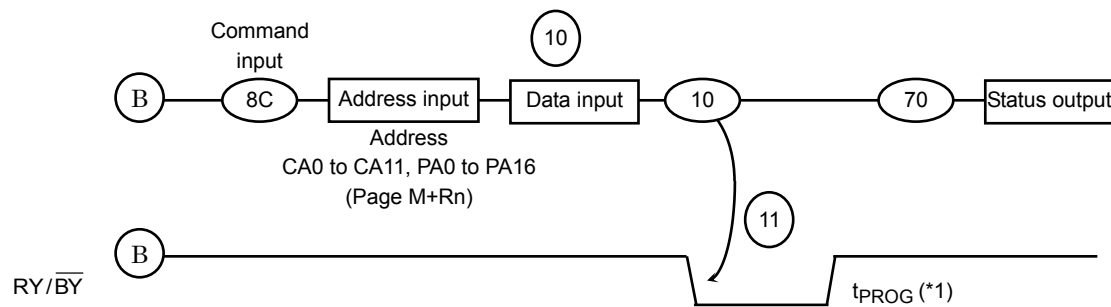 Command
input
10
B
8C
Address input
Data input
10
70
Status output
Address
CA0 to CA11, PA0 to PA16
(Page M+Rn)
11
B
RY/BY
tPROG (*1)